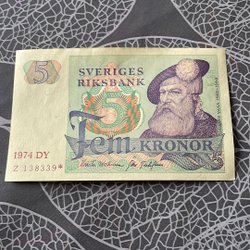 5
SVERIGES
RIKSBANK
5
Fem KRONOR
1974 DY
Z 138339*